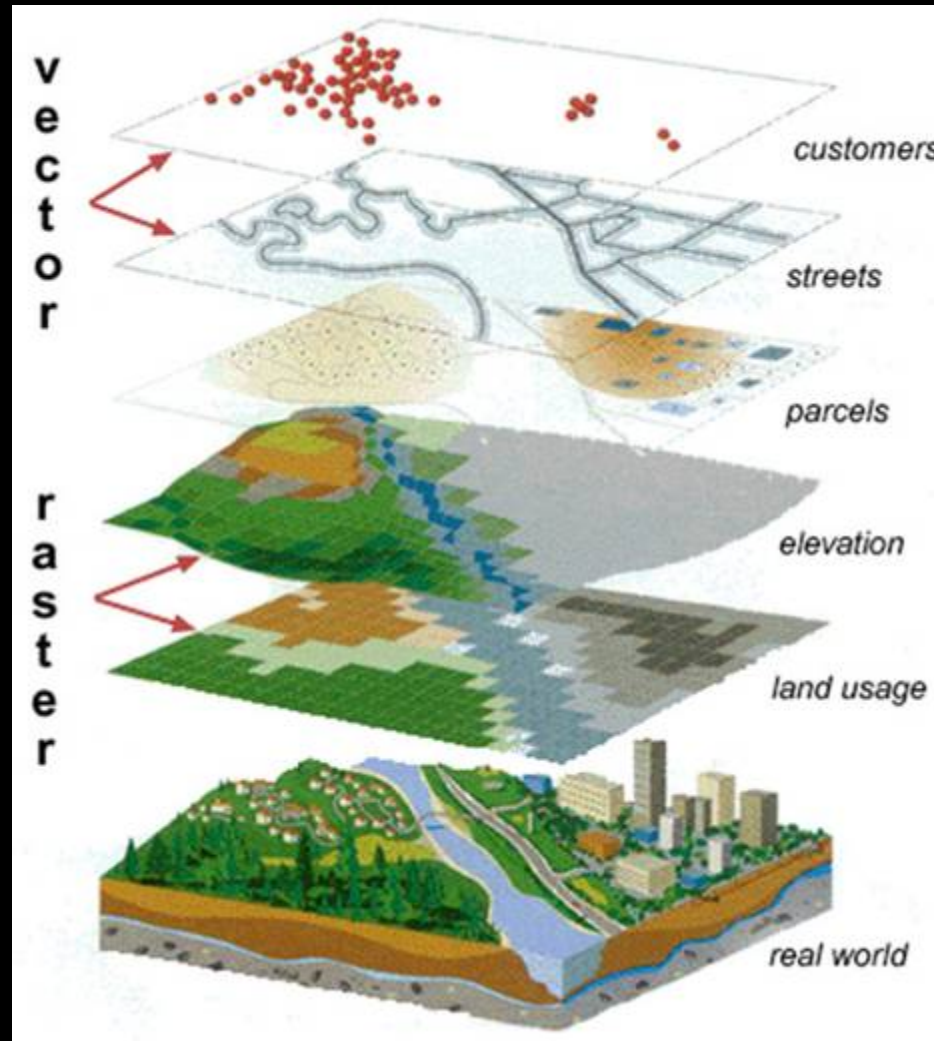 vector
customers
streets
parcels
raster
elevation
land usage
real world